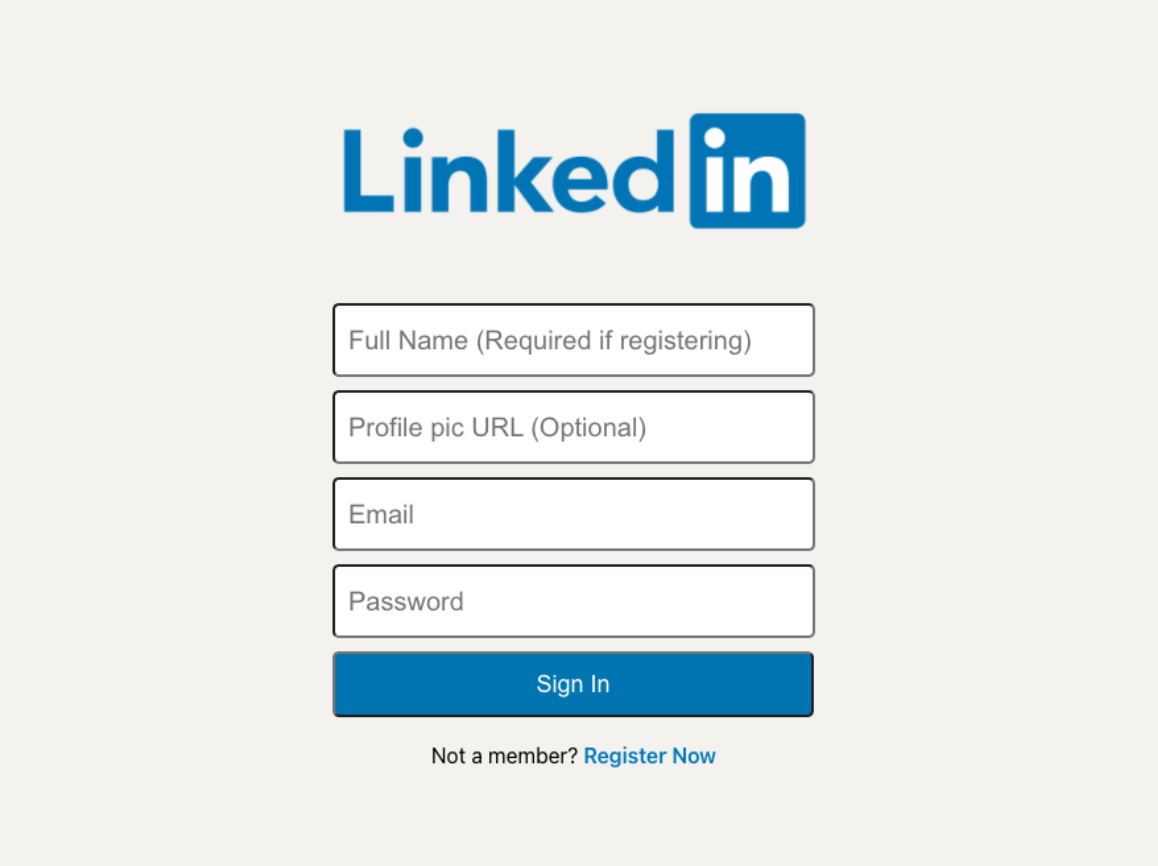 Linkedin
Full Name (Required if registering)
Profile pic URL (Optional)
Email
Password
Sign In
Not a member? Register Now